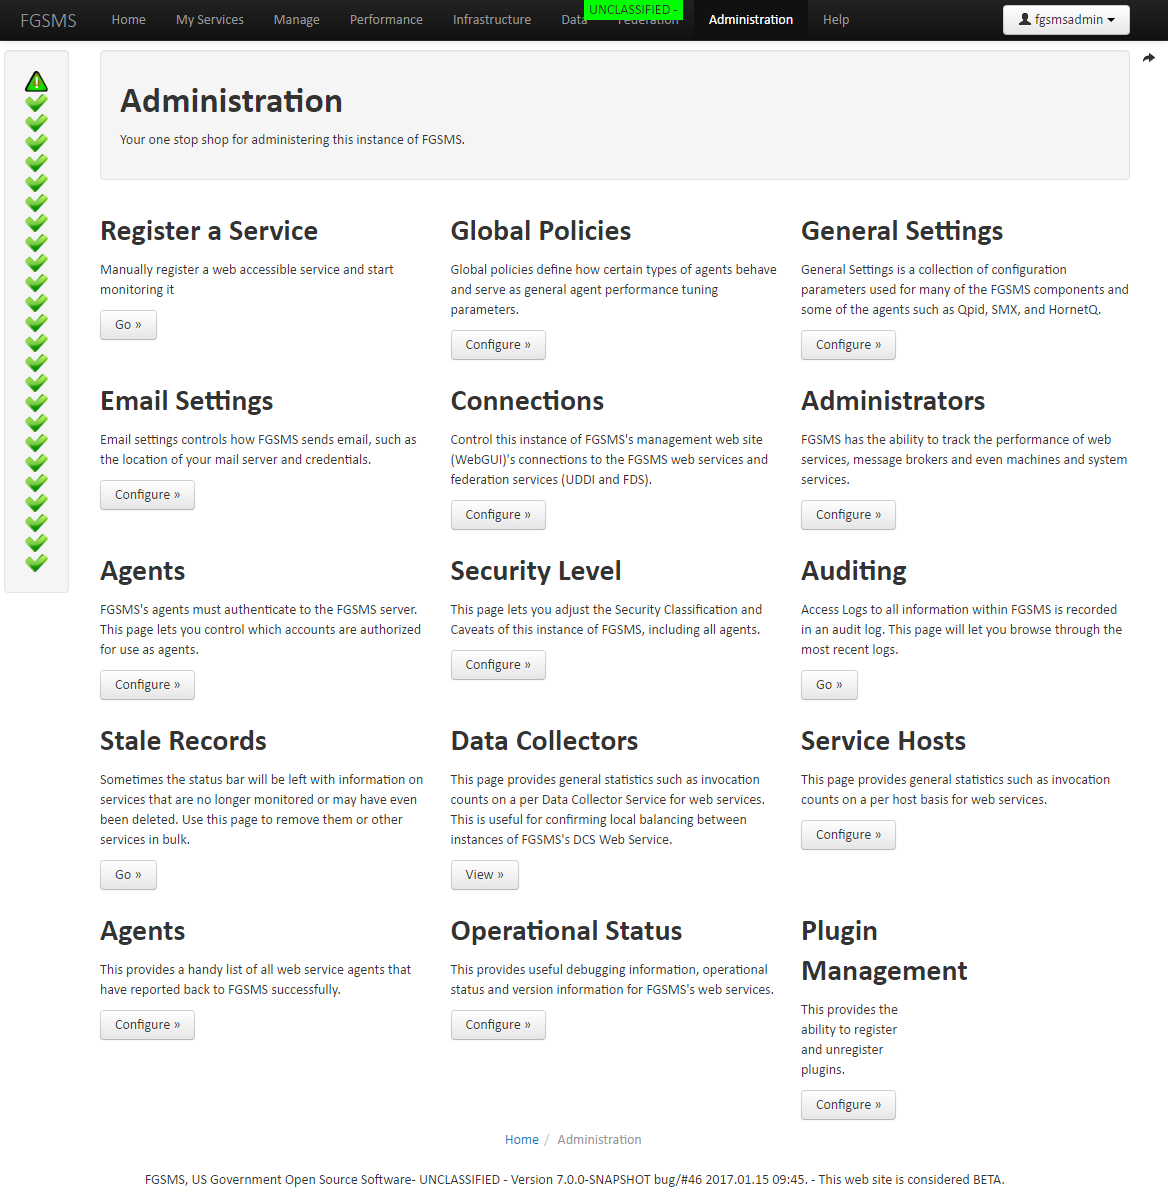 FGSMS Home My Services Manage Performance Infrastructure Data Federation Administration Help fgsmsadmin
UNCLASSIFIED -
Administration
Your one stop shop for administering this instance of FGSMS.
Register a Service
Manually register a web accessible service and start
monitoring it
Go »
Global Policies
Global policies define how certain types of agents behave
and serve as general agent performance tuning
parameters.
Configure »
General Settings
General Settings is a collection of configuration
parameters used for many of the FGSMS components and
some of the agents such as Qpid, SMX, and HornetQ.
Configure »
Email Settings
Email settings controls how FGSMS sends email, such as
the location of your mail server and credentials.
Configure »
Connections
Control this instance of FGSMS's management web site
(WebGUI)'s connections to the FGSMS web services and
federation services (UDDI and FDS).
Configure »
Administrators
FGSMS has the ability to track the performance of web
services, message brokers and even machines and system
services.
Configure »
Agents
FGSMS's agents must authenticate to the FGSMS server.
This page lets you control which accounts are authorized
for use as agents.
Configure »
Security Level
This page lets you adjust the Security Classification and
Caveats of this instance of FGSMS, including all agents.
Configure »
Auditing
Access Logs to all information within FGSMS is recorded
in an audit log. This page will let you browse through the
most recent logs.
Go »
Stale Records
Sometimes the status bar will be left with information on
services that are no longer monitored or may have even
been deleted. Use this page to remove them or other
services in bulk.
Go »
Data Collectors
This page provides general statistics such as invocation
counts on a per Data Collector Service for web services.
This is useful for confirming local balancing between
instances of FGSMS's DCS Web Service.
View »
Service Hosts
This page provides general statistics such as invocation
counts on a per host basis for web services.
Configure »
Agents
This provides a handy list of all web service agents that
have reported back to FGSMS successfully.
Configure »
Operational Status
This provides useful debugging information, operational
status and version information for FGSMS's web services.
Configure »
Plugin
Management
This provides the
ability to register
and unregister
plugins.
Configure »
Home / Administration
FGSMS, US Government Open Source Software- UNCLASSIFIED - Version 7.0.0-SNAPSHOT bug/#46 2017.01.15 09:45. - This web site is considered BETA.